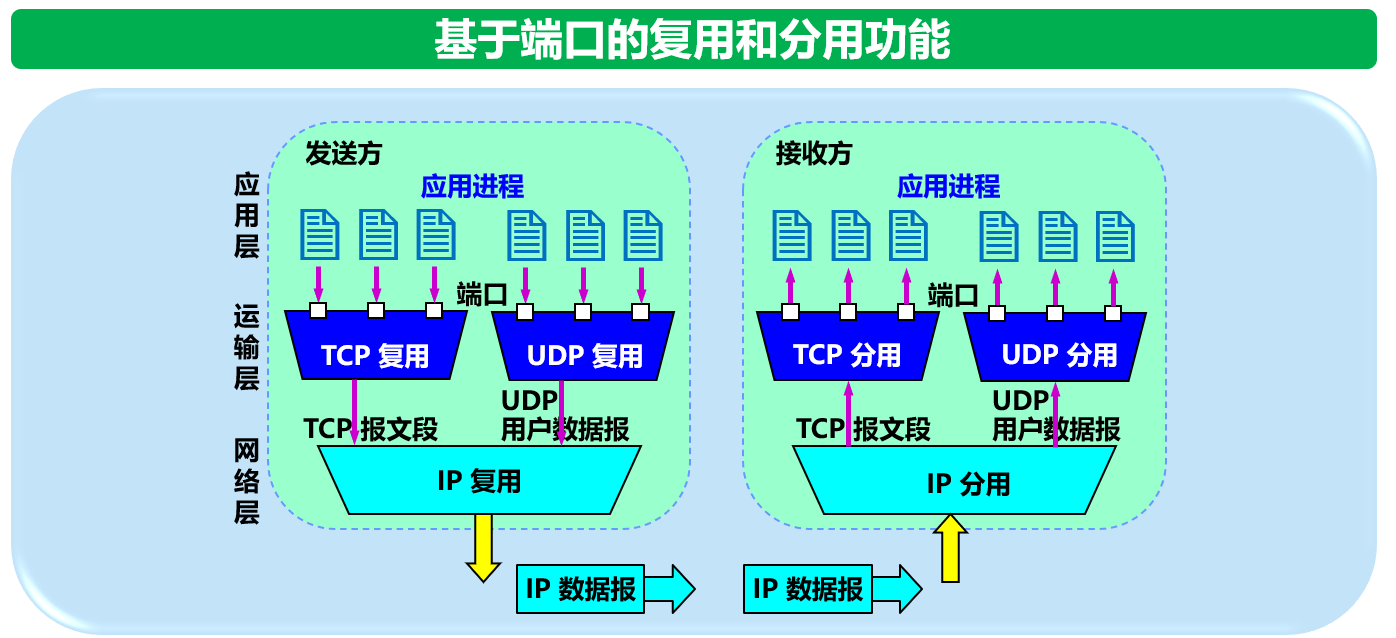 基于端口的复用和分用功能
发送方
应用进程
接收方
应用进程
应用层
端口
端口
运输层
TCP 复用
UDP 复用
TCP 分用
UDP 分用
TCP 报文段
UDP
用户数据报
TCP 报文段
UDP
用户数据报
网络层
IP 复用
IP 分用
IP 数据报
IP 数据报